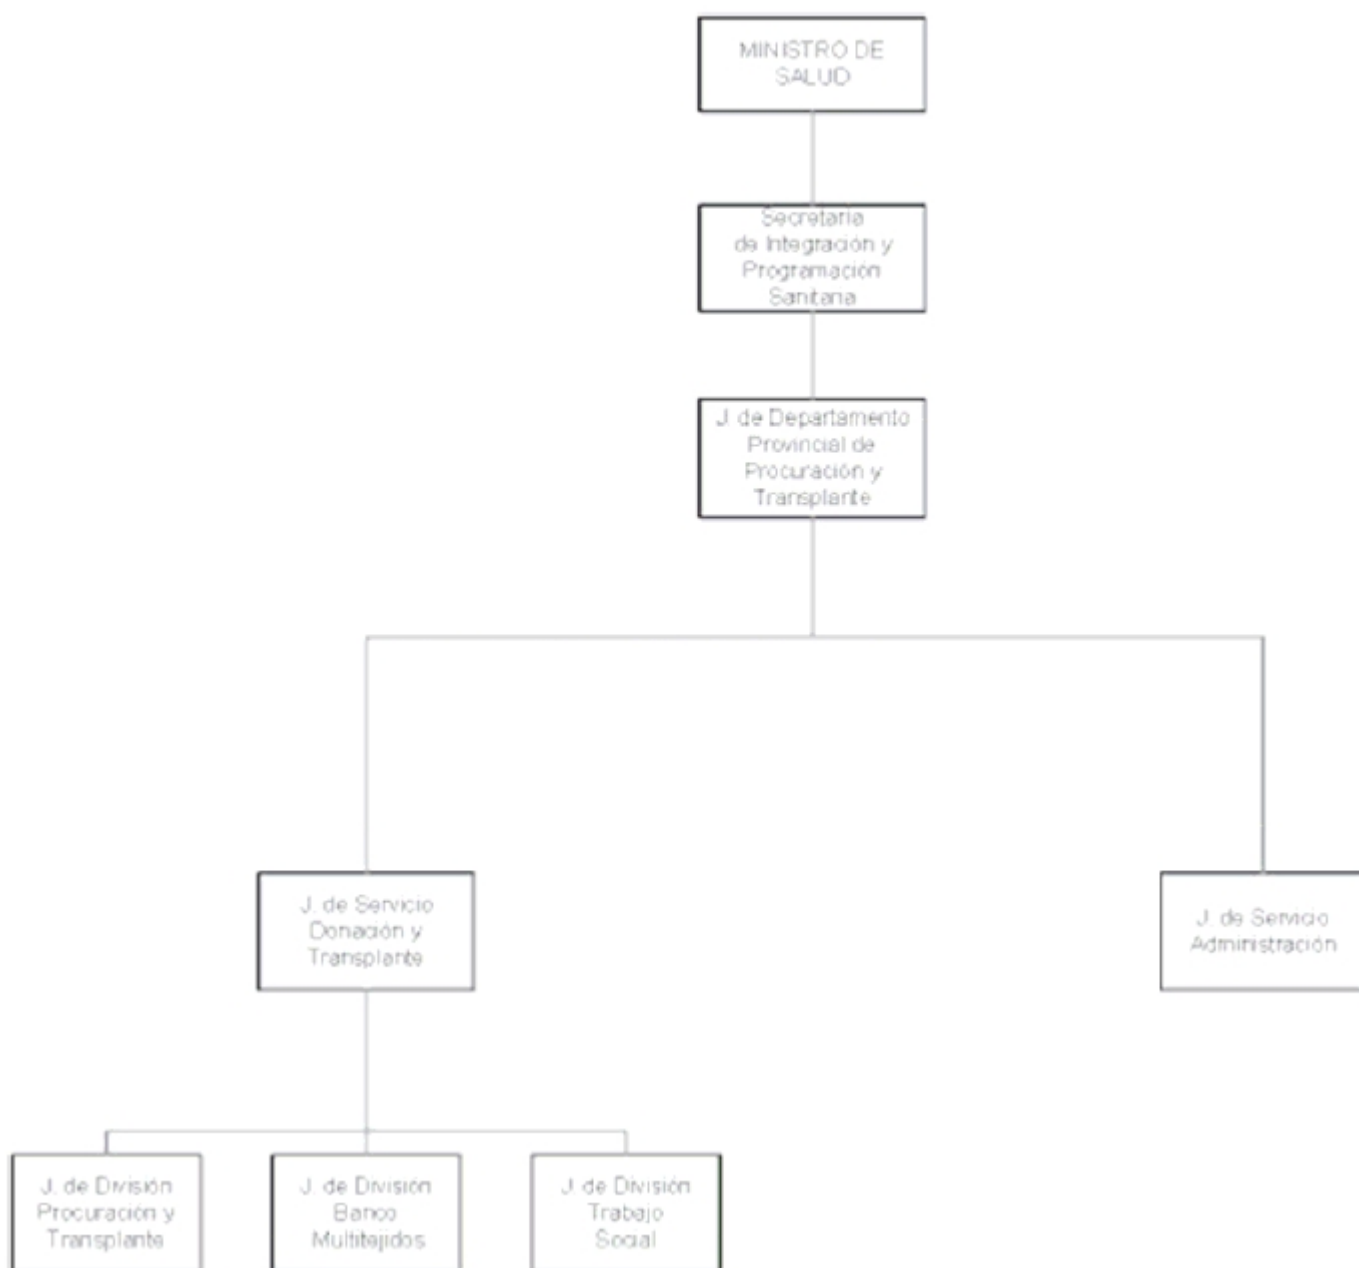 MINISTRO DE
SALUD
Secretaria
de Integración y
Programación
Sanitaria
J. de Departamento
Provincial de
Procuración y
Transplante
J. de Servicio
Donación y
Transplante
J. de Servicio
Administración
J. de División
Procuración y
Transplante
J. de División
Banco
Multitejidos
J. de División
Trabajo
Social